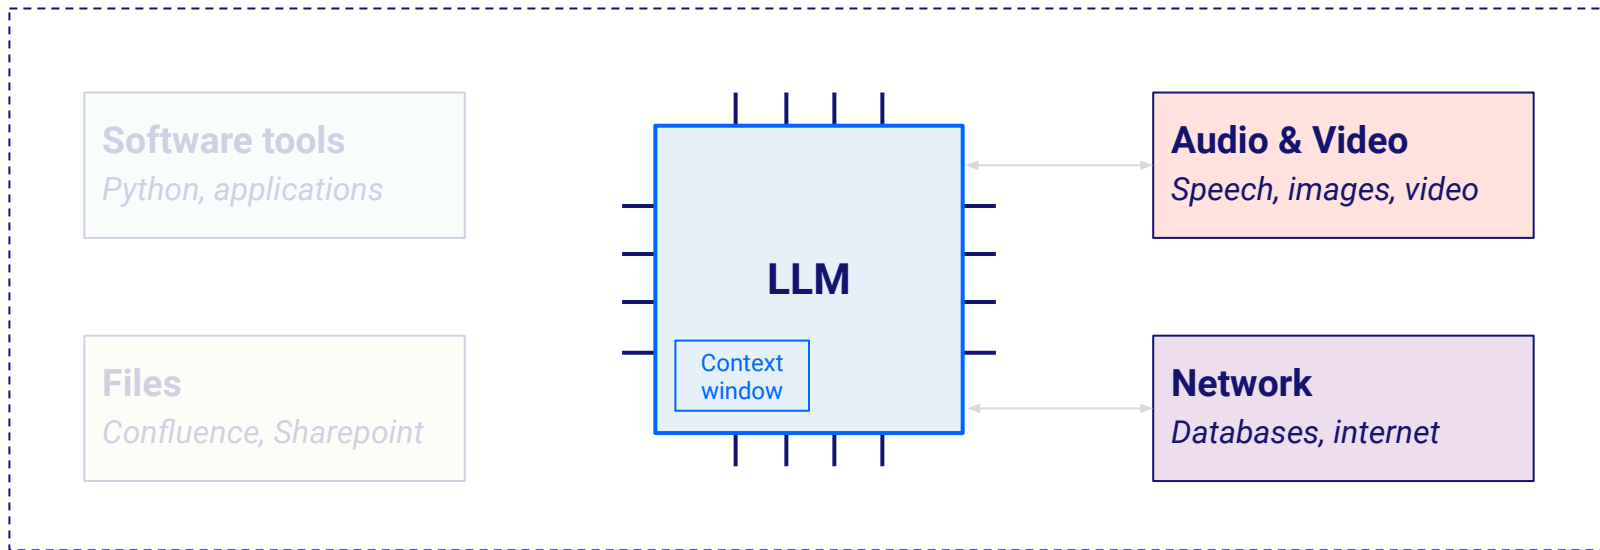 Software tools
Python, applications
Files
Confluence, Sharepoint
LLM
Context
window
Audio & Video
Speech, images, video
Network
Databases, internet